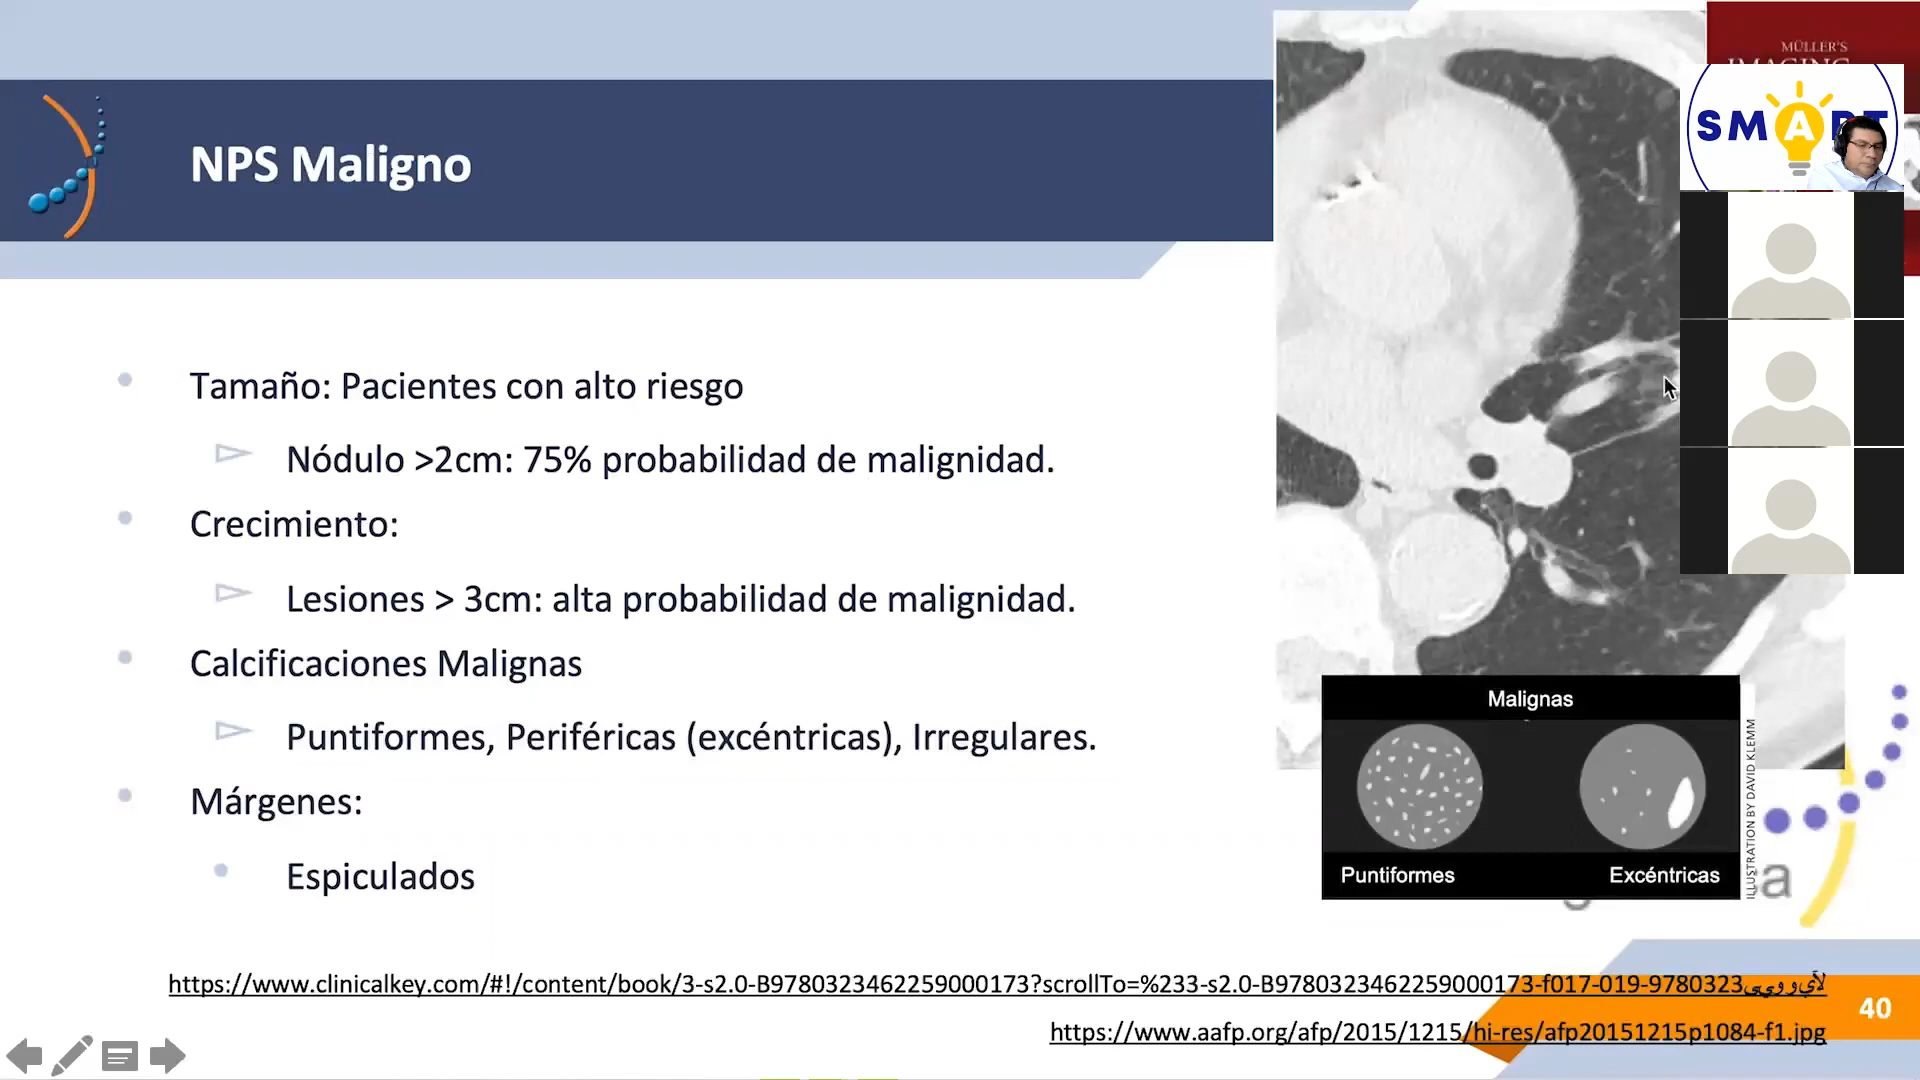 MÜLLER'S
IMAGING
SMART
NPS Maligno
Tamaño: Pacientes con alto riesgo
Nódulo >2cm: 75% probabilidad de malignidad.
Crecimiento:
Lesiones > 3cm: alta probabilidad de malignidad.
Calcificaciones Malignas
Puntiformes, Periféricas (excéntricas), Irregulares.
Márgenes:
Espiculados
Malignas
Puntiformes
Excéntricas
ILLUSTRATION BY DAVID KLEMM
https://www.clinicalkey.com/#!/content/book/3-s2.0-B9780323462259000173?scrollTo=%233-s2.0-B9780323462259000173-f017-019-9780323
https://www.aafp.org/afp/2015/1215/hi-res/afp20151215p1084-f1.jpg
40